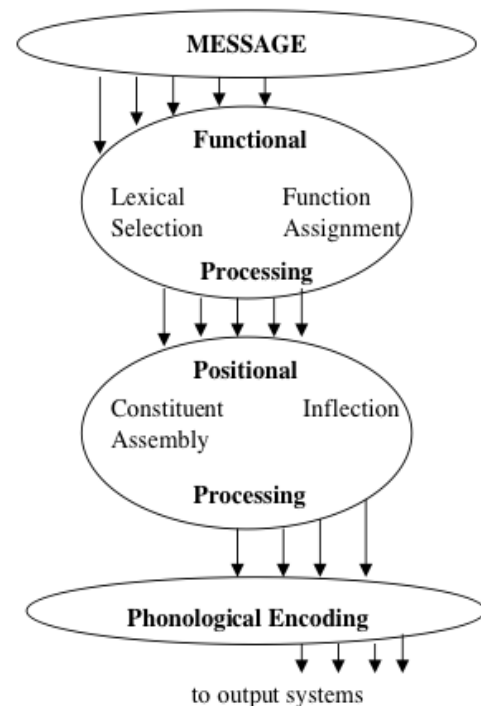 MESSAGE
Functional
Lexical Function
Selection Assignment
Processing
Positional
Constituent Inflection
Assembly
Processing
Phonological Encoding
to output systems